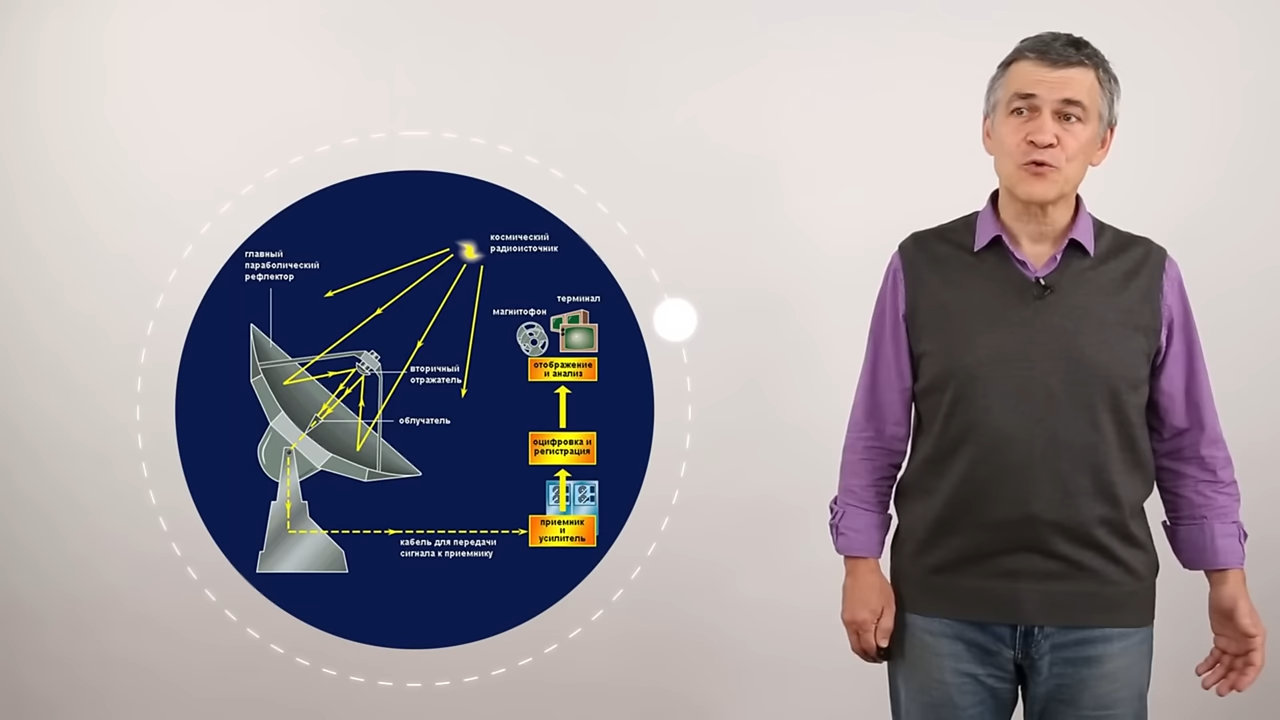 главный
параболический
рефлектор
космический
радиоисточник
терминал
магнитофон
отображение
и анализ
вторичный
отражатель
облучатель
оцифровка и
регистрация
приемник
и
усилитель
кабель для передачи
сигнала к приемнику